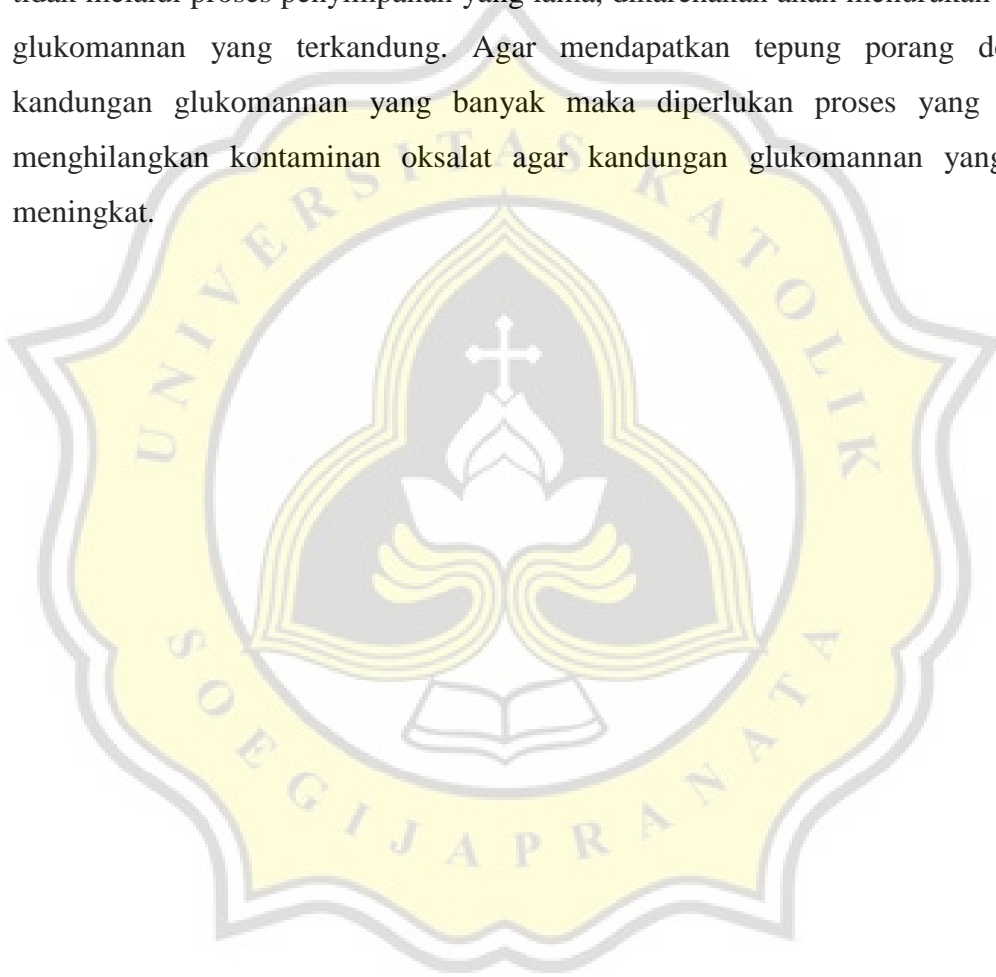 tidak melalui proses penyimpanan yang lama, dikarenakan akan menurunkan
glukomannan yang terkandung. Agar mendapatkan tepung porang de
kandungan glukomannan yang banyak maka diperlukan proses yang
menghilangkan kontaminan oksalat agar kandungan glukomannan yang
meningkat.
UNIVERSITAS KATOLIK
SOEGIJAPRANATA